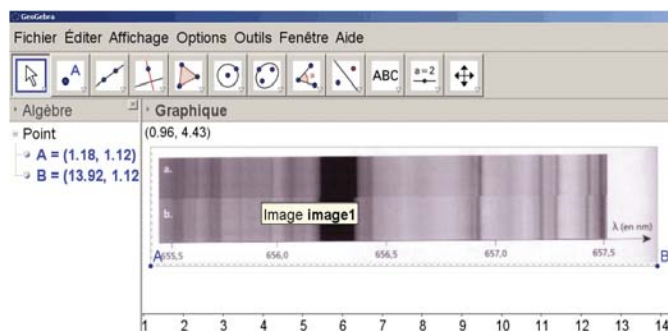 GeoGebra
Fichier Éditer Affichage Options Outils Fenêtre Aide
A
ABC
a=2
Algèbre
Graphique
Point
A = (1.18, 1.12)
B = (13.92, 1.12
(0.96, 4.43)
a.
b.
Image image1
λ (en nm)
A
655,5
656,0
656,5
657,0
657,5
B
1 2 3 4 5 6 7 8 9 10 11 12 13 14